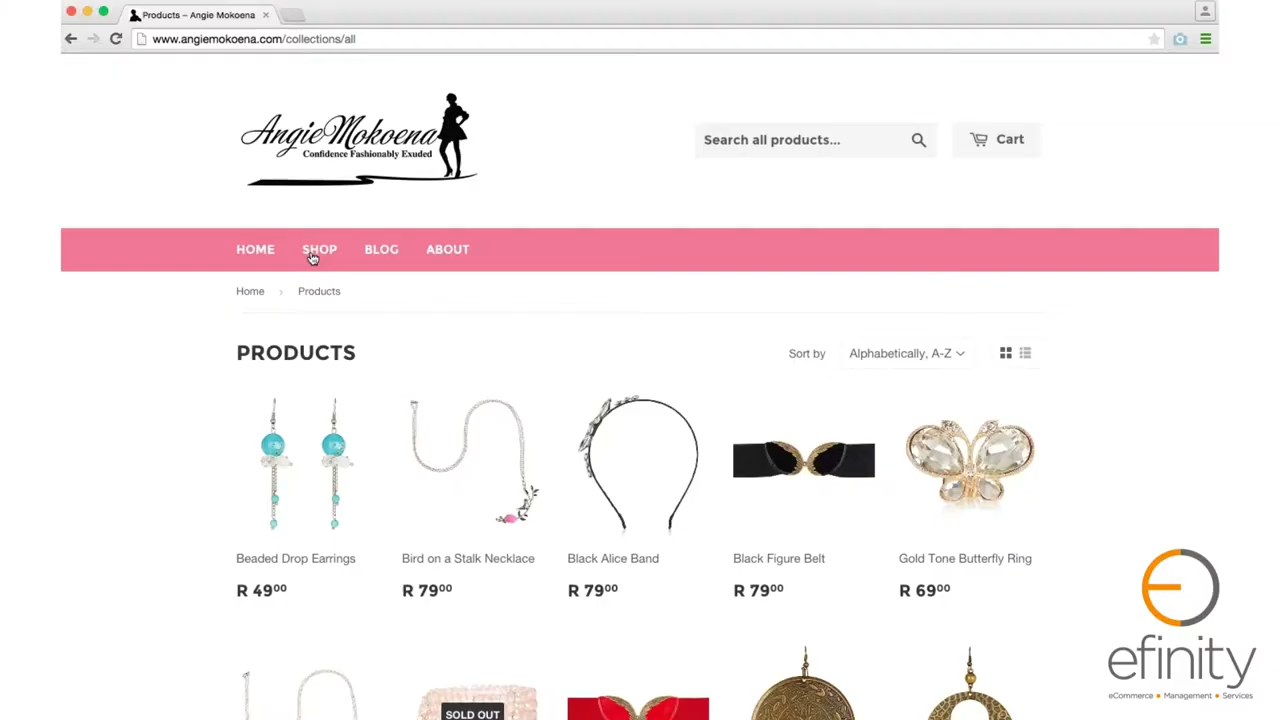 Products – Angie Mokoena
www.angiemokoena.com/collections/all
Angie Mokoena
Confidence Fashionably Exuded
Search all products...
Cart
HOME SHOP BLOG ABOUT
Home › Products
PRODUCTS
Sort by Alphabetically, A-Z
Beaded Drop Earrings
Bird on a Stalk Necklace
Black Alice Band
Black Figure Belt
Gold Tone Butterfly Ring
R 49⁰⁰
R 79⁰⁰
R 79⁰⁰
R 79⁰⁰
R 69⁰⁰
SOLD OUT
efinity
eCommerce • Management • Services